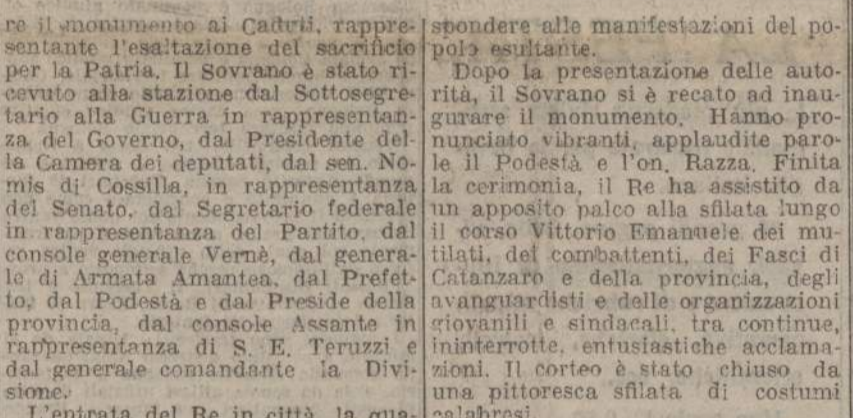 re il monumento ai Caduti, rappre-
sentante l'esaltazione del sacrificio
per la Patria. Il Sovrano è stato ri-
cevuto alla stazione dal Sottosegre-
tario alla Guerra in rappresentan-
za del Governo, dal Presidente del-
la Camera dei deputati, dal sen. No-
mis di Cossilla, in rappresentanza
del Senato, dal Segretario federale
in rappresentanza del Partito, dal
console generale Vernè, dal genera-
le di Armata Amantea, dal Prefet-
to, dal Podestà e dal Preside della
provincia, dal console Assante in
rappresentanza di S. E. Teruzzi e
dal generale comandante la Divi-
sione.
L'entrata del Re in città, la qua-
spondere alle manifestazioni del po-
polo esultante.
Dopo la presentazione delle auto-
rità, il Sovrano si è recato ad inau-
gurare il monumento. Hanno pro-
nunciato vibranti, applaudite paro-
le il Podestà e l'on. Razza. Finita
la cerimonia, il Re ha assistito da
un apposito palco alla sfilata lungo
il corso Vittorio Emanuele dei mu-
tilati, dei combattenti, dei Fasci di
Catanzaro e della provincia, degli
avanguardisti e delle organizzazioni
giovanili e sindacali, tra continue,
ininterrotte, entusiastiche acclama-
zioni. Il corteo è stato chiuso da
una pittoresca sfilata di costumi
calabresi.